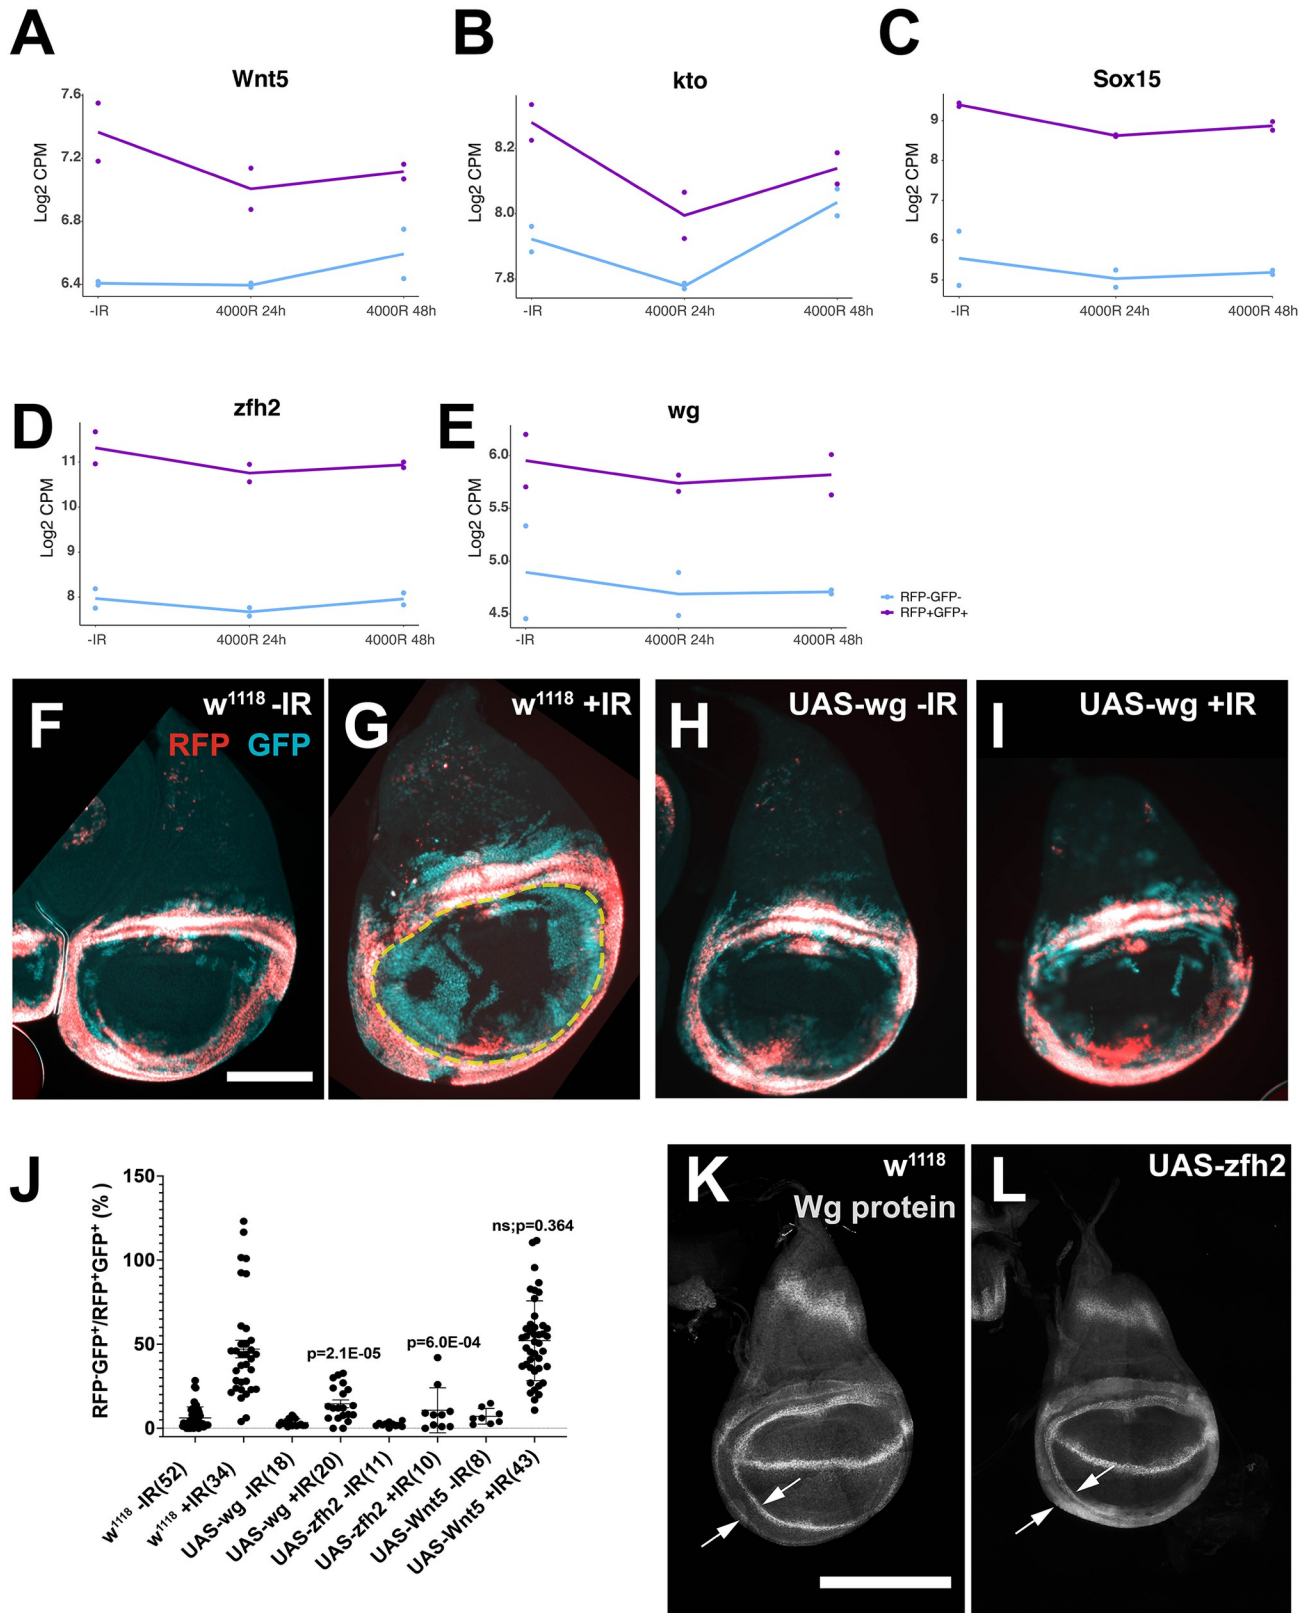 A
B
C
Wnt5
kto
Sox15
Log2 CPM
7.6
7.2
6.8
6.4
-IR
4000R 24h
4000R 48h
Log2 CPM
8.2
8.0
7.8
-IR
4000R 24h
4000R 48h
Log2 CPM
9
8
7
6
5
-IR
4000R 24h
4000R 48h
D
E
zfh2
wg
Log2 CPM
11
10
9
8
-IR
4000R 24h
4000R 48h
Log2 CPM
6.0
5.5
5.0
4.5
-IR
4000R 24h
4000R 48h
RFP-GFP-
RFP+GFP+
F
w¹¹¹⁸ -IR
RFP GFP
G
w¹¹¹⁸ +IR
H
UAS-wg -IR
I
UAS-wg +IR
J
RFP⁻GFP⁺/RFP⁺GFP⁺ (%)
150
100
50
0
p=2.1E-05
p=6.0E-04
ns;p=0.364
w¹¹¹⁸ -IR(52)
w¹¹¹⁸ +IR(34)
UAS-wg -IR(18)
UAS-wg +IR(20)
UAS-zfh2 -IR(11)
UAS-zfh2 +IR(10)
UAS-Wnt5 -IR(8)
UAS-Wnt5 +IR(43)
K
w¹¹¹⁸
Wg protein
L
UAS-zfh2